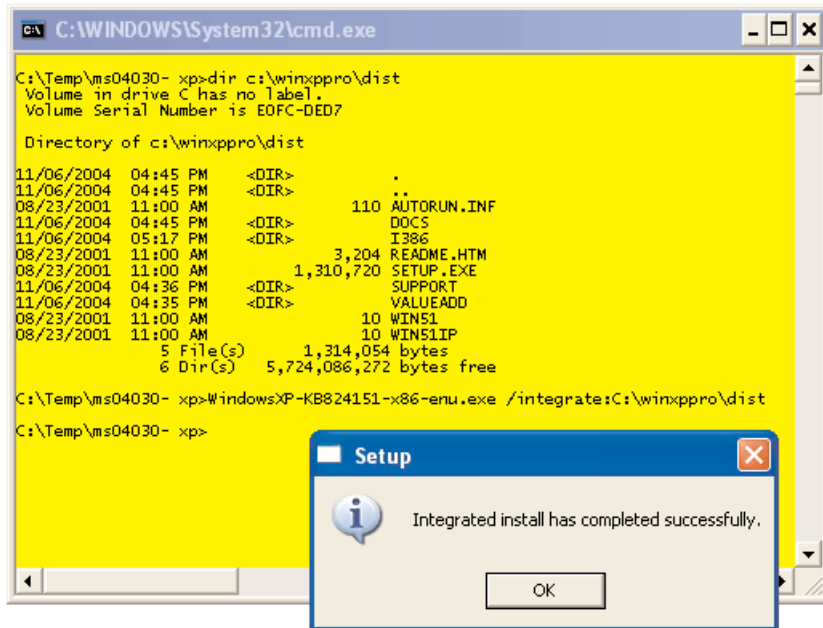 C:\WINDOWS\System32\cmd.exe
C:\Temp\ms04030- xp>dir c:\winxppro\dist
Volume in drive C has no label.
Volume Serial Number is E0FC-DED7
Directory of c:\winxppro\dist
11/06/2004 04:45 PM <DIR> .
11/06/2004 04:45 PM <DIR> ..
08/23/2001 11:00 AM 110 AUTORUN.INF
11/06/2004 04:45 PM <DIR> DOCS
11/06/2004 05:17 PM <DIR> I386
08/23/2001 11:00 AM 3,204 README.HTM
08/23/2001 11:00 AM 1,310,720 SETUP.EXE
11/06/2004 04:36 PM <DIR> SUPPORT
11/06/2004 04:35 PM <DIR> VALUEADD
08/23/2001 11:00 AM 10 WIN51
08/23/2001 11:00 AM 10 WIN51IP
5 File(s) 1,314,054 bytes
6 Dir(s) 5,724,086,272 bytes free
C:\Temp\ms04030- xp>WindowsXP-KB824151-x86-enu.exe /integrate:C:\winxppro\dist
C:\Temp\ms04030- xp>
Setup
Integrated install has completed successfully.
OK